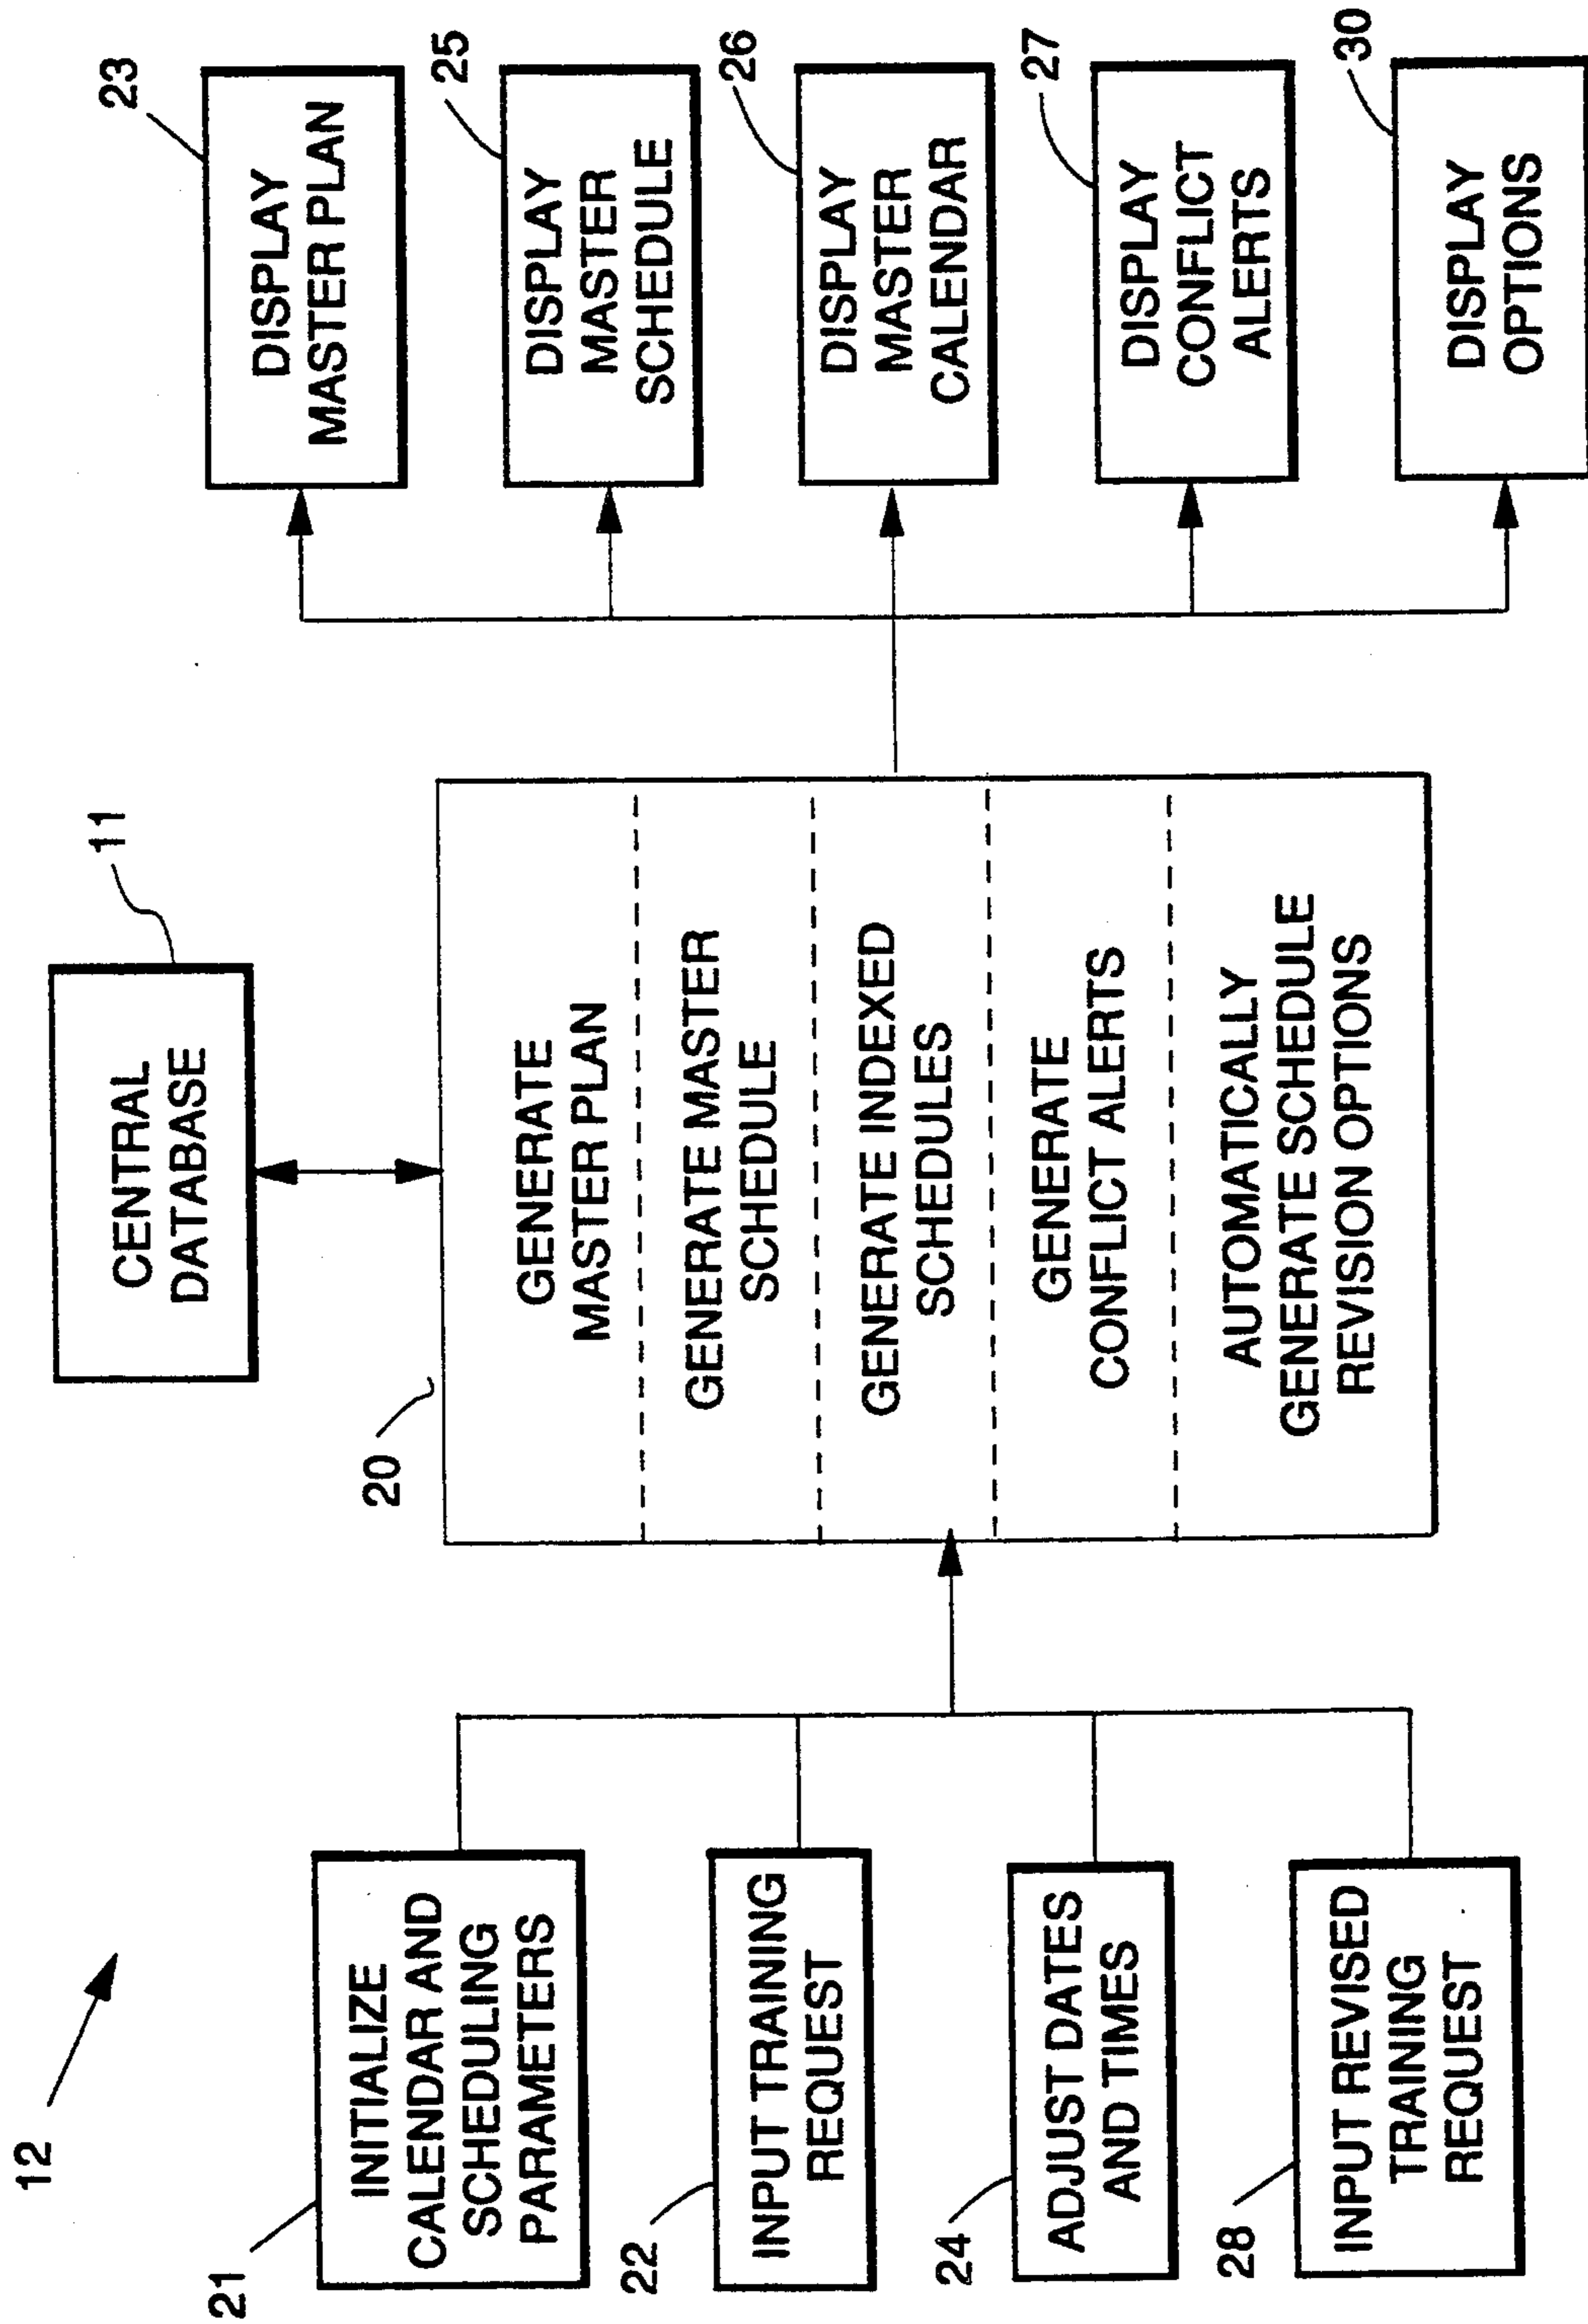 12
21
INITIALIZE
CALENDAR AND
SCHEDULING
PARAMETERS
22
INPUT TRAINING
REQUEST
24
ADJUST DATES
AND TIMES
28
INPUT REVISED
TRAINING
REQUEST
11
CENTRAL
DATABASE
20
GENERATE
MASTER PLAN
GENERATE MASTER
SCHEDULE
GENERATE INDEXED
SCHEDULES
GENERATE
CONFLICT ALERTS
AUTOMATICALLY
GENERATE SCHEDULE
REVISION OPTIONS
23
DISPLAY
MASTER PLAN
25
DISPLAY
MASTER
SCHEDULE
26
DISPLAY
MASTER
CALENDAR
27
DISPLAY
CONFLICT
ALERTS
30
DISPLAY
OPTIONS